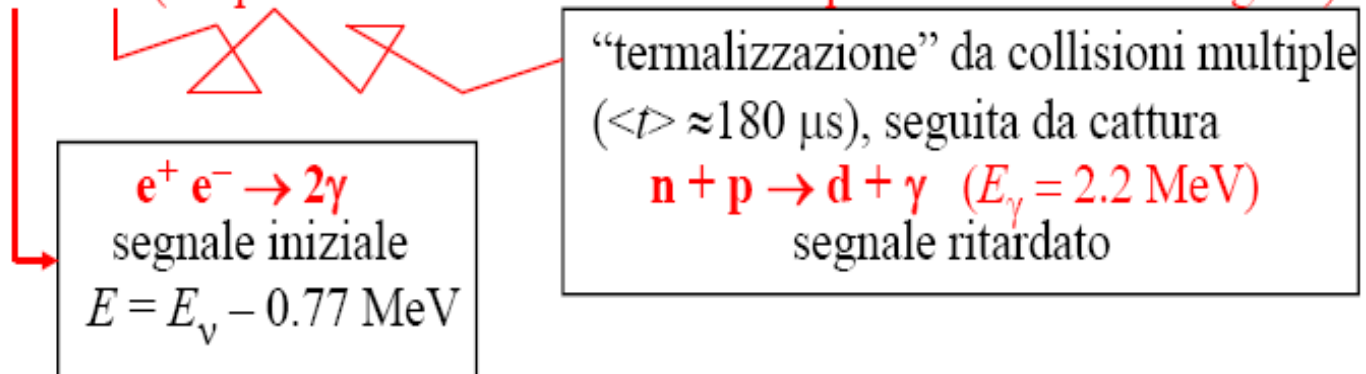 “termalizzazione” da collisioni multiple
(<t> ≈180 μs), seguita da cattura
n + p → d + γ (Eγ = 2.2 MeV)
segnale ritardato
e⁺ e⁻ → 2γ
segnale iniziale
E = Eν – 0.77 MeV